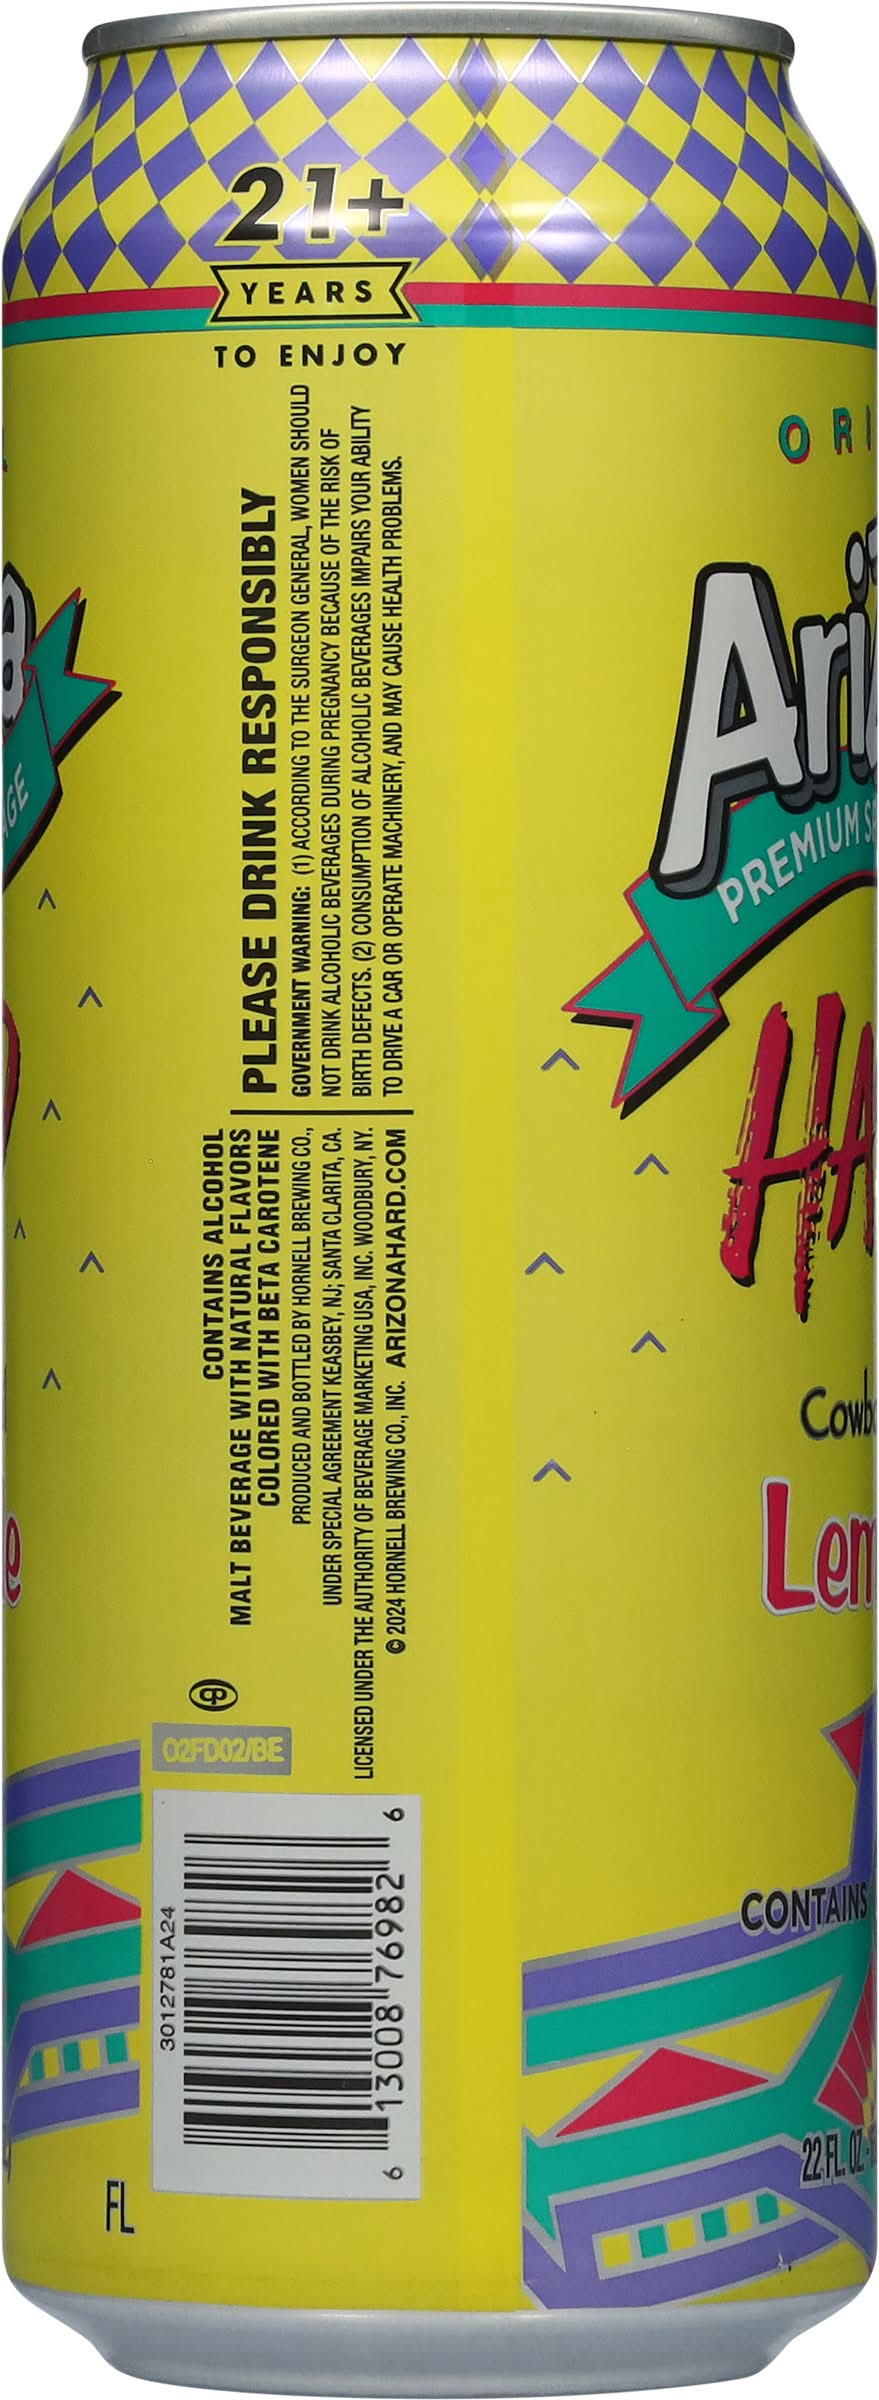 21+
YEARS
TO ENJOY
PLEASE DRINK RESPONSIBLY
GOVERNMENT WARNING: (1) ACCORDING TO THE SURGEON GENERAL, WOMEN SHOULD
NOT DRINK ALCOHOLIC BEVERAGES DURING PREGNANCY BECAUSE OF THE RISK OF
BIRTH DEFECTS. (2) CONSUMPTION OF ALCOHOLIC BEVERAGES IMPAIRS YOUR ABILITY
TO DRIVE A CAR OR OPERATE MACHINERY, AND MAY CAUSE HEALTH PROBLEMS.
CONTAINS ALCOHOL
MALT BEVERAGE WITH NATURAL FLAVORS
COLORED WITH BETA CAROTENE
PRODUCED AND BOTTLED BY HORNELL BREWING CO.,
UNDER SPECIAL AGREEMENT KEASBEY, NJ; SANTA CLARITA, CA.
LICENSED UNDER THE AUTHORITY OF BEVERAGE MARKETING USA, INC. WOODBURY, NY.
© 2024 HORNELL BREWING CO., INC. ARIZONAHARD.COM
O2FD02/BE
3012781A24
6 13008 76982 6
FL
ORI
Ari
PREMIUM
HA
Cowb
Lem
CONTAINS
22 FL. OZ
GE
e